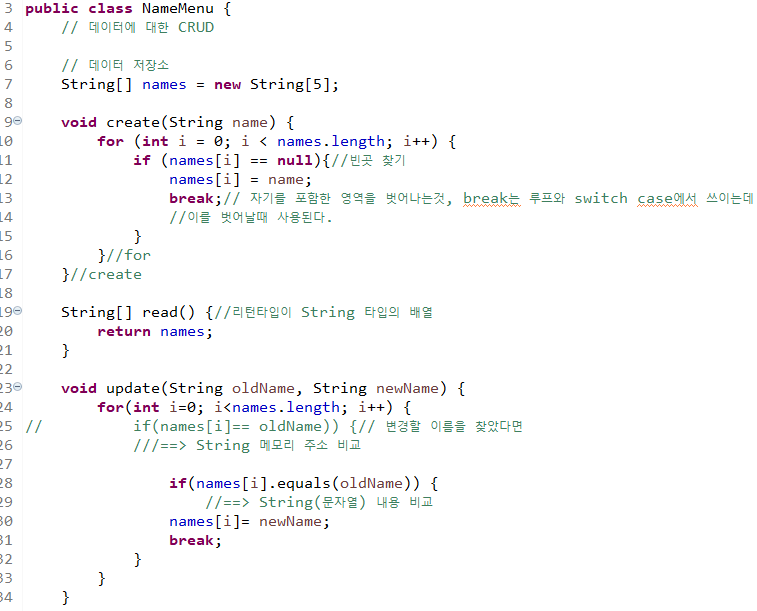 3 public class NameMenu {
4 // 데이터에 대한 CRUD
5
6 // 데이터 저장소
7 String[] names = new String[5];
8
9 void create(String name) {
10 for (int i = 0; i < names.length; i++) {
11 if (names[i] == null){//빈곳 찾기
12 names[i] = name;
13 break;// 자기를 포함한 영역을 벗어나는것, break는 루프와 switch case에서 쓰이는데
14 //이를 벗어날때 사용된다.
15 }
16 }//for
17 }//create
18
19 String[] read() {//리턴타입이 String 타입의 배열
20 return names;
21 }
22
23 void update(String oldName, String newName) {
24 for(int i=0; i<names.length; i++) {
25 // if(names[i]== oldName)) {// 변경할 이름을 찾았다면
26 ///==> String 메모리 주소 비교
27
28 if(names[i].equals(oldName)) {
29 //==> String(문자열) 내용 비교
30 names[i]= newName;
31 break;
32 }
33 }
34 }